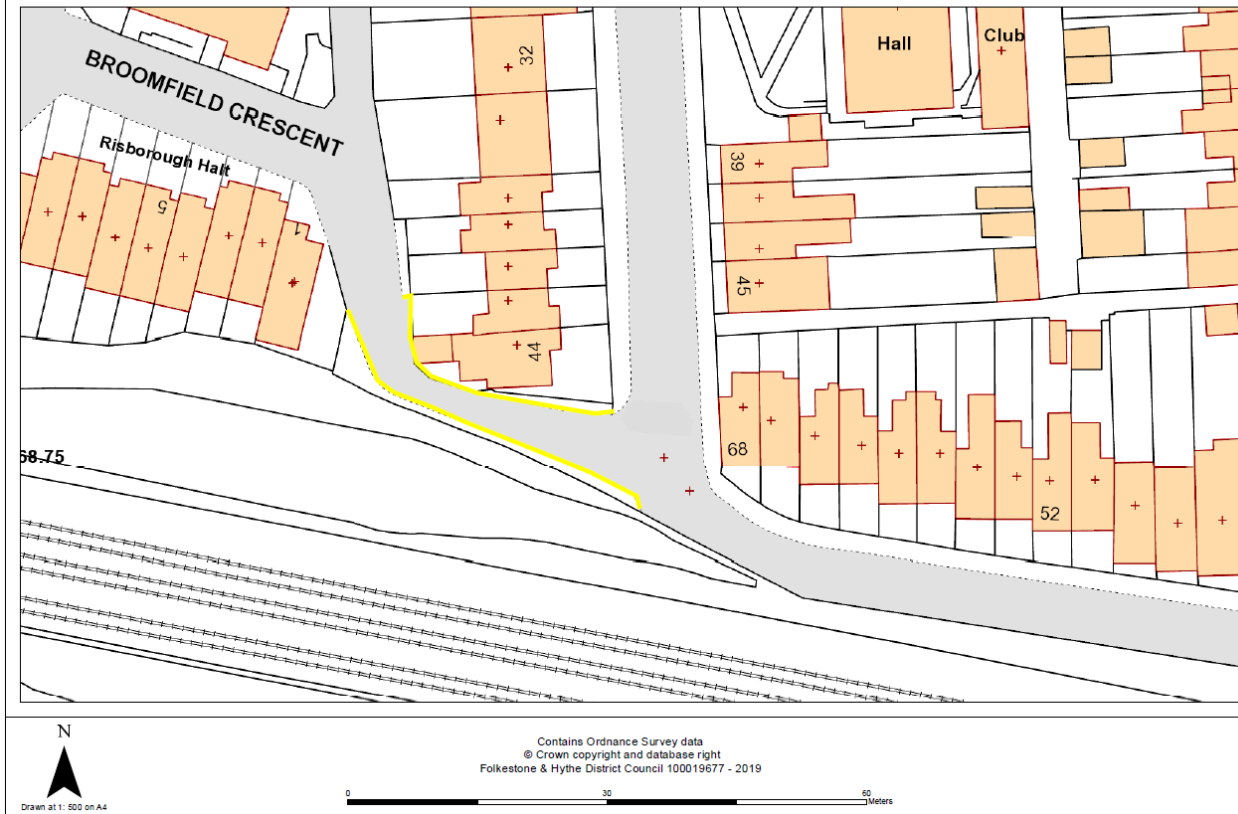 32
Hall
Club
BROOMFIELD CRESCENT
Risborough Halt
39
5
1
45
44
68
68.75
52
N
Contains Ordnance Survey data
© Crown copyright and database right
Folkestone & Hythe District Council 100019677 - 2019
Drawn at 1: 500 on A4
0 30 60
Meters